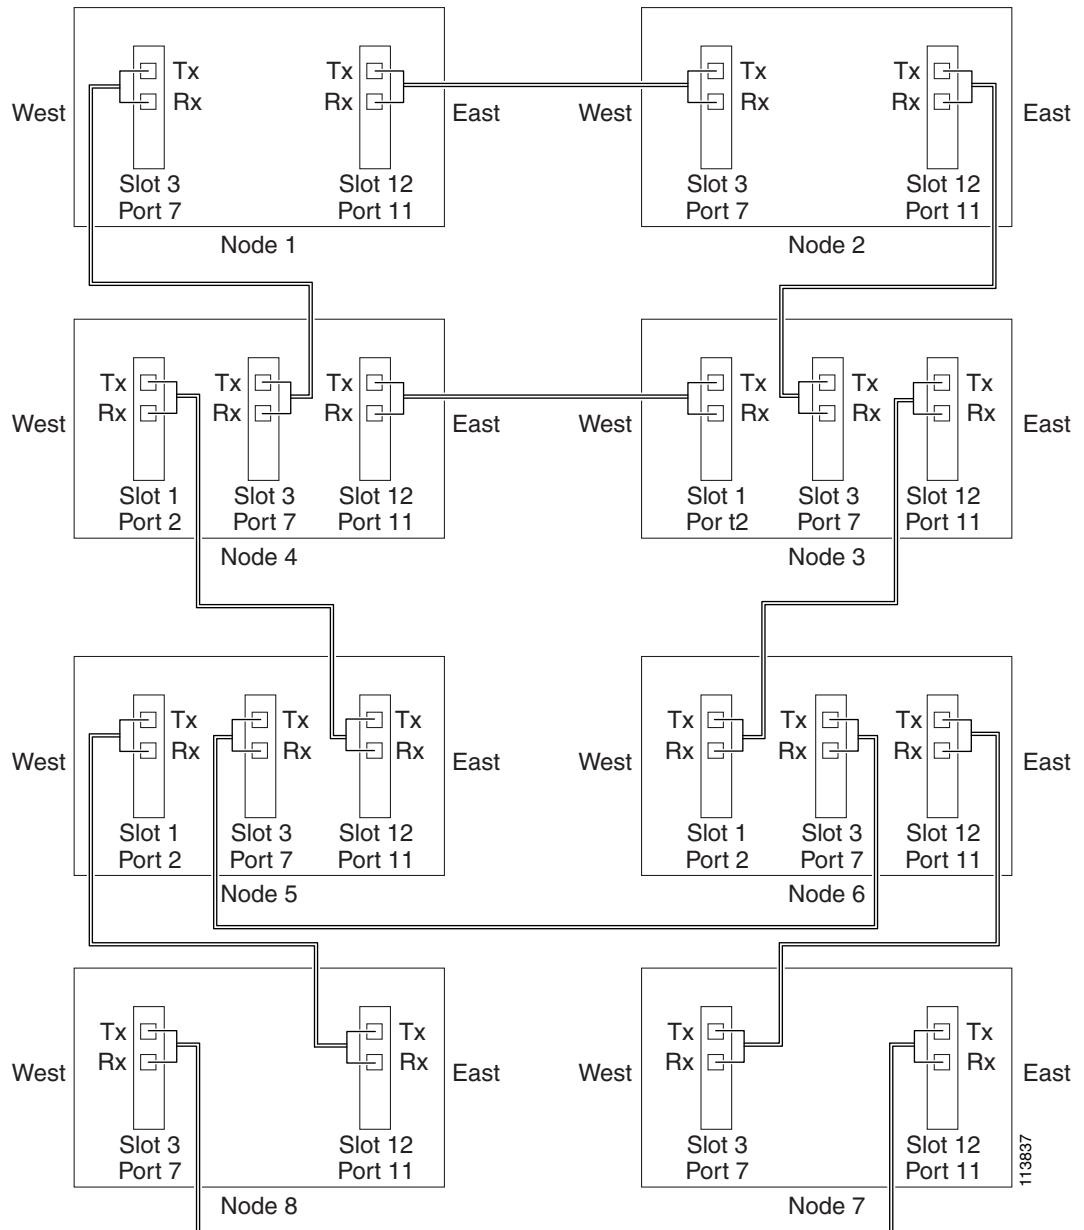 Tx Tx Tx Tx
Rx Rx Rx Rx
West East West East
Slot 3 Slot 12 Slot 3 Slot 12
Port 7 Port 11 Port 7 Port 11
Node 1 Node 2
Tx Tx Tx Tx Tx Tx
Rx Rx Rx Rx Rx Rx
West East West East
Slot 1 Slot 3 Slot 12 Slot 1 Slot 3 Slot 12
Port 2 Port 7 Port 11 Por t2 Port 7 Port 11
Node 4 Node 3
Tx Tx Tx Tx Tx Tx
Rx Rx Rx Rx Rx Rx
West East West East
Slot 1 Slot 3 Slot 12 Slot 1 Slot 3 Slot 12
Port 2 Port 7 Port 11 Port 2 Port 7 Port 11
Node 5 Node 6
Tx Tx Tx Tx
Rx Rx Rx Rx
West East West East
Slot 3 Slot 12 Slot 3 Slot 12
Port 7 Port 11 Port 7 Port 11
113837
Node 8 Node 7